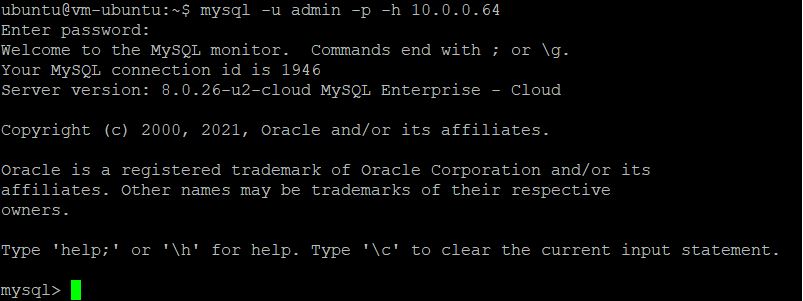 ubuntu@vm-ubuntu:~$ mysql -u admin -p -h 10.0.0.64
Enter password:
Welcome to the MySQL monitor.  Commands end with ; or \g.
Your MySQL connection id is 1946
Server version: 8.0.26-u2-cloud MySQL Enterprise - Cloud
Copyright (c) 2000, 2021, Oracle and/or its affiliates.
Oracle is a registered trademark of Oracle Corporation and/or its
affiliates. Other names may be trademarks of their respective
owners.
Type 'help;' or '\h' for help. Type '\c' to clear the current input statement.
mysql>